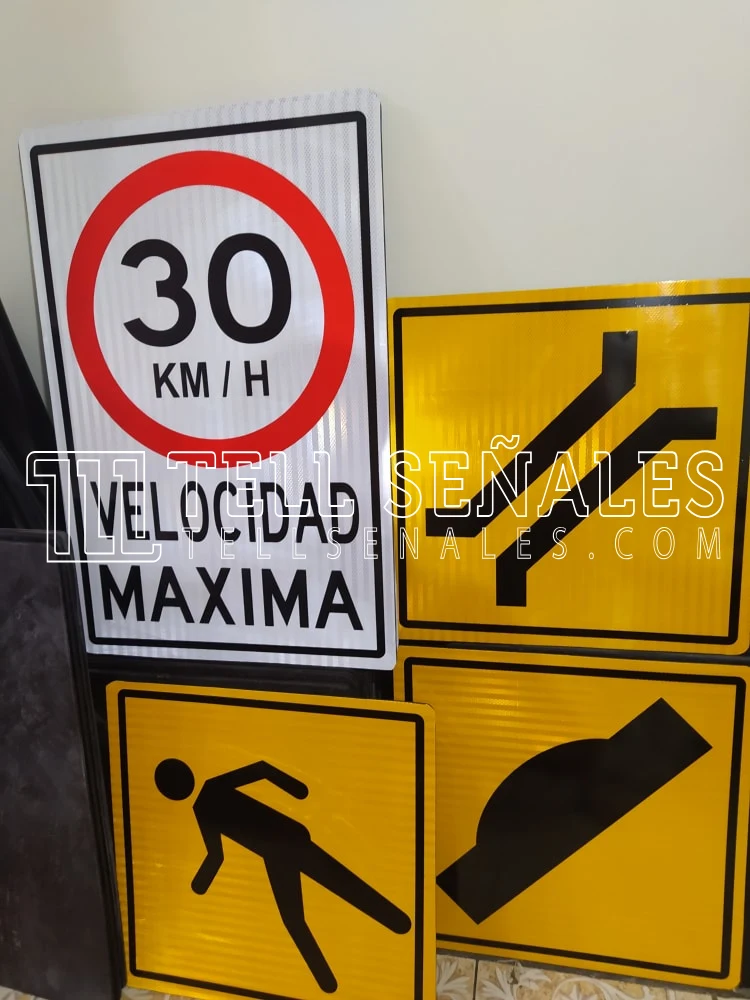 30
KM / H
VELOCIDAD
MAXIMA
TELL SEÑALES
TELLSENALES.COM